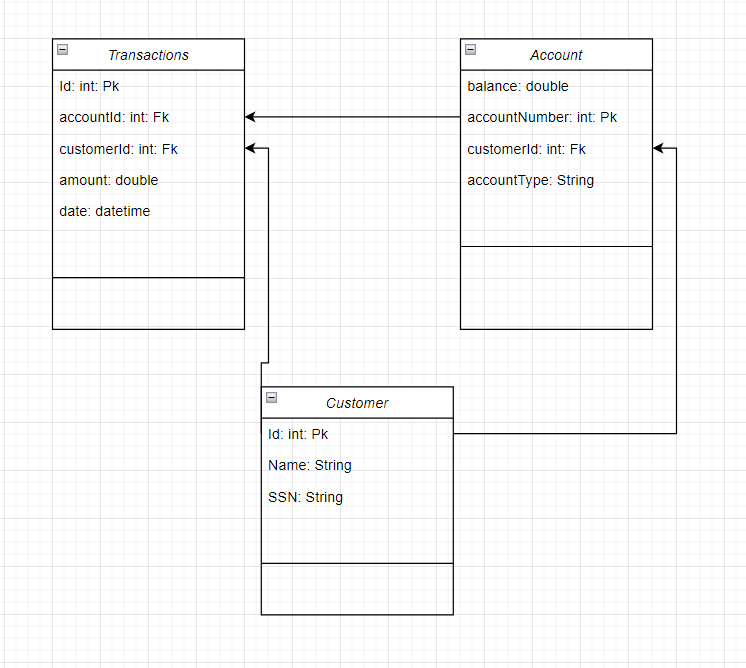 Transactions
Id: int: Pk
accountId: int: Fk
customerId: int: Fk
amount: double
date: datetime
Account
balance: double
accountNumber: int: Pk
customerId: int: Fk
accountType: String
Customer
Id: int: Pk
Name: String
SSN: String